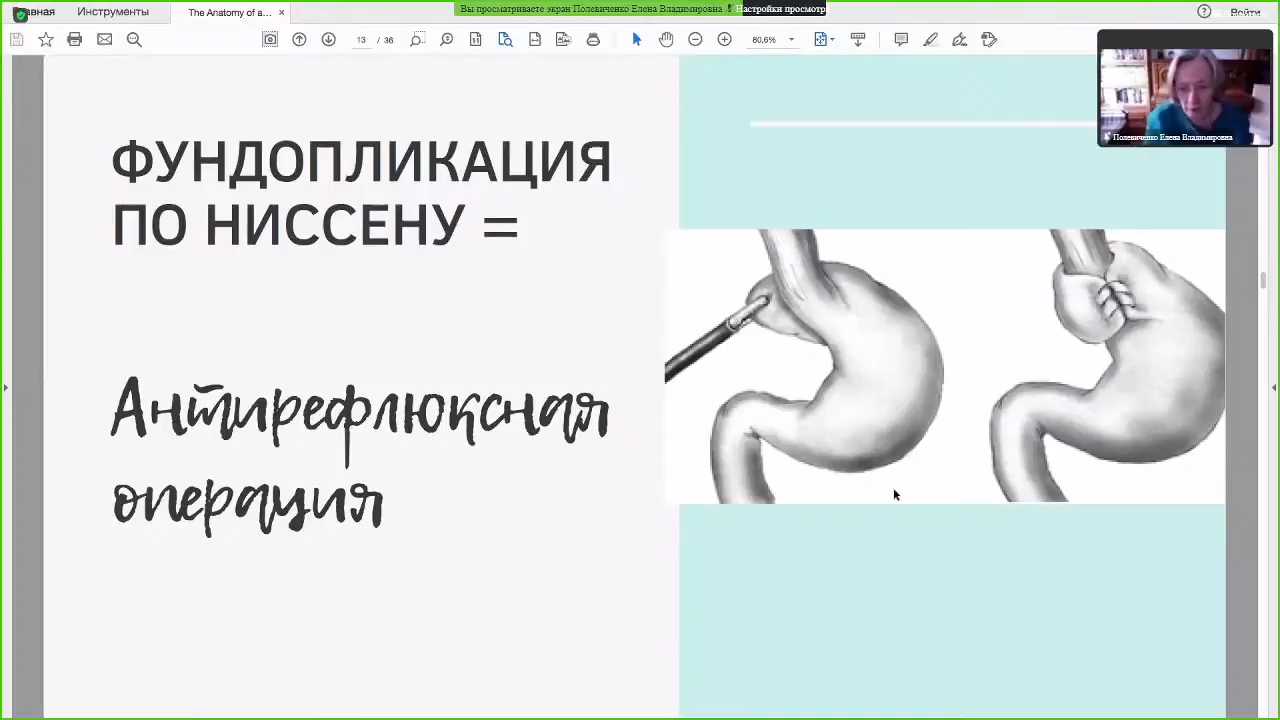 Главная
Инструменты
The Anatomy of a...
Вы просматриваете экран Полевиченко Елена Владимировна
Настройки просмотр
Войти
13 / 36
80,6%
Полевиченко Елена Владимировна
ФУНДОПЛИКАЦИЯ
ПО НИССЕНУ =
Антирефлюксная
операция